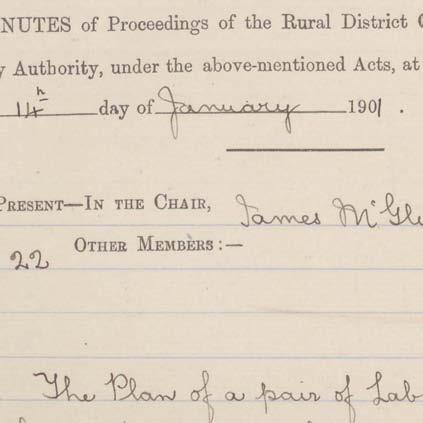 NUTES of Proceedings of the Rural District
y Authority, under the above-mentioned Acts, at
14th day of January 1901 .
PRESENT—IN THE CHAIR, James McGl
OTHER MEMBERS :—
22
The Plan of a pair of Lab